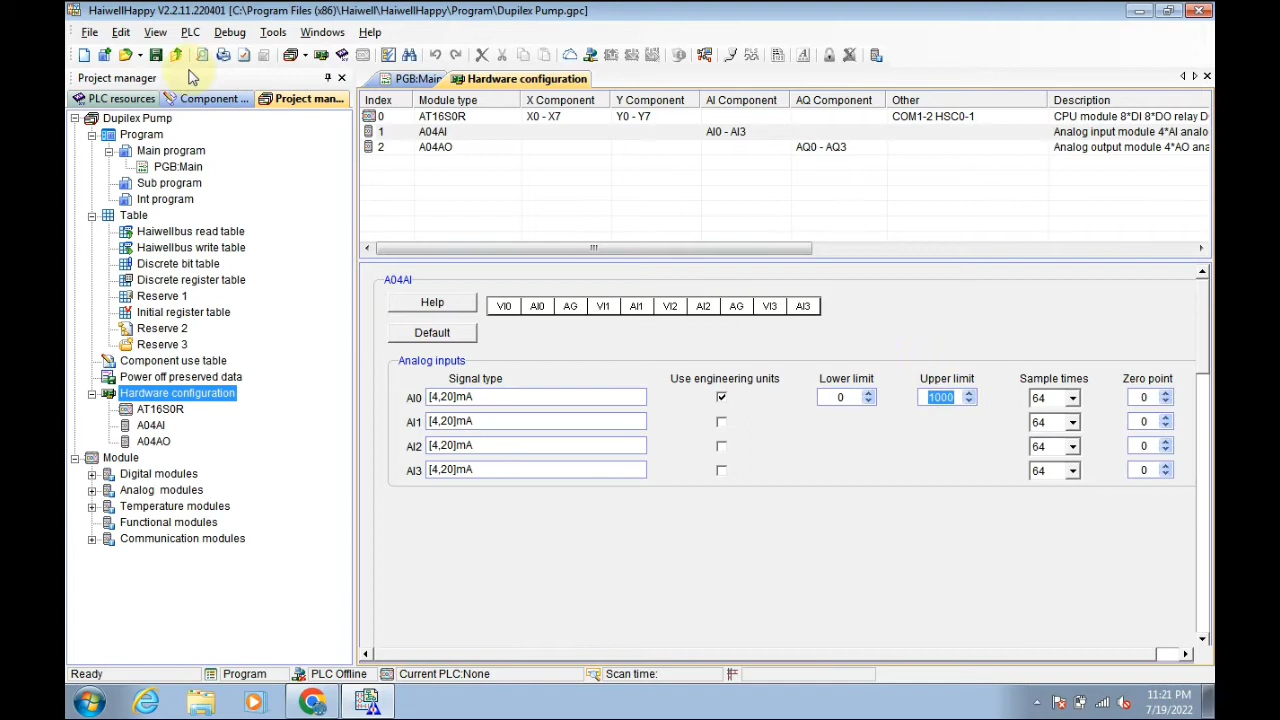 HaiwellHappy V2.2.11.220401 [C:\Program Files (x86)\Haiwell\HaiwellHappy\Program\Dupilex Pump.gpc]
File Edit View PLC Debug Tools Windows Help
Project manager
PLC resources Component ... Project man...
Dupilex Pump
Program
Main program
PGB:Main
Sub program
Int program
Table
Haiwellbus read table
Haiwellbus write table
Discrete bit table
Discrete register table
Reserve 1
Initial register table
Reserve 2
Reserve 3
Component use table
Power off preserved data
Hardware configuration
AT16S0R
A04AI
A04AO
Module
Digital modules
Analog modules
Temperature modules
Functional modules
Communication modules
PGB:Main Hardware configuration
Index Module type X Component Y Component AI Component AQ Component Other Description
0 AT16S0R X0 - X7 Y0 - Y7 COM1-2 HSC0-1 CPU module 8*DI 8*DO relay D
1 A04AI AI0 - AI3 Analog input module 4*AI analo
2 A04AO AQ0 - AQ3 Analog output module 4*AO ana
A04AI
Help VI0 AI0 AG VI1 AI1 VI2 AI2 AG VI3 AI3
Default
Analog inputs
Signal type Use engineering units Lower limit Upper limit Sample times Zero point
AI0 [4,20]mA 0 1000 64 0
AI1 [4,20]mA 64 0
AI2 [4,20]mA 64 0
AI3 [4,20]mA 64 0
Ready Program PLC Offline Current PLC:None Scan time:
11:21 PM
7/19/2022